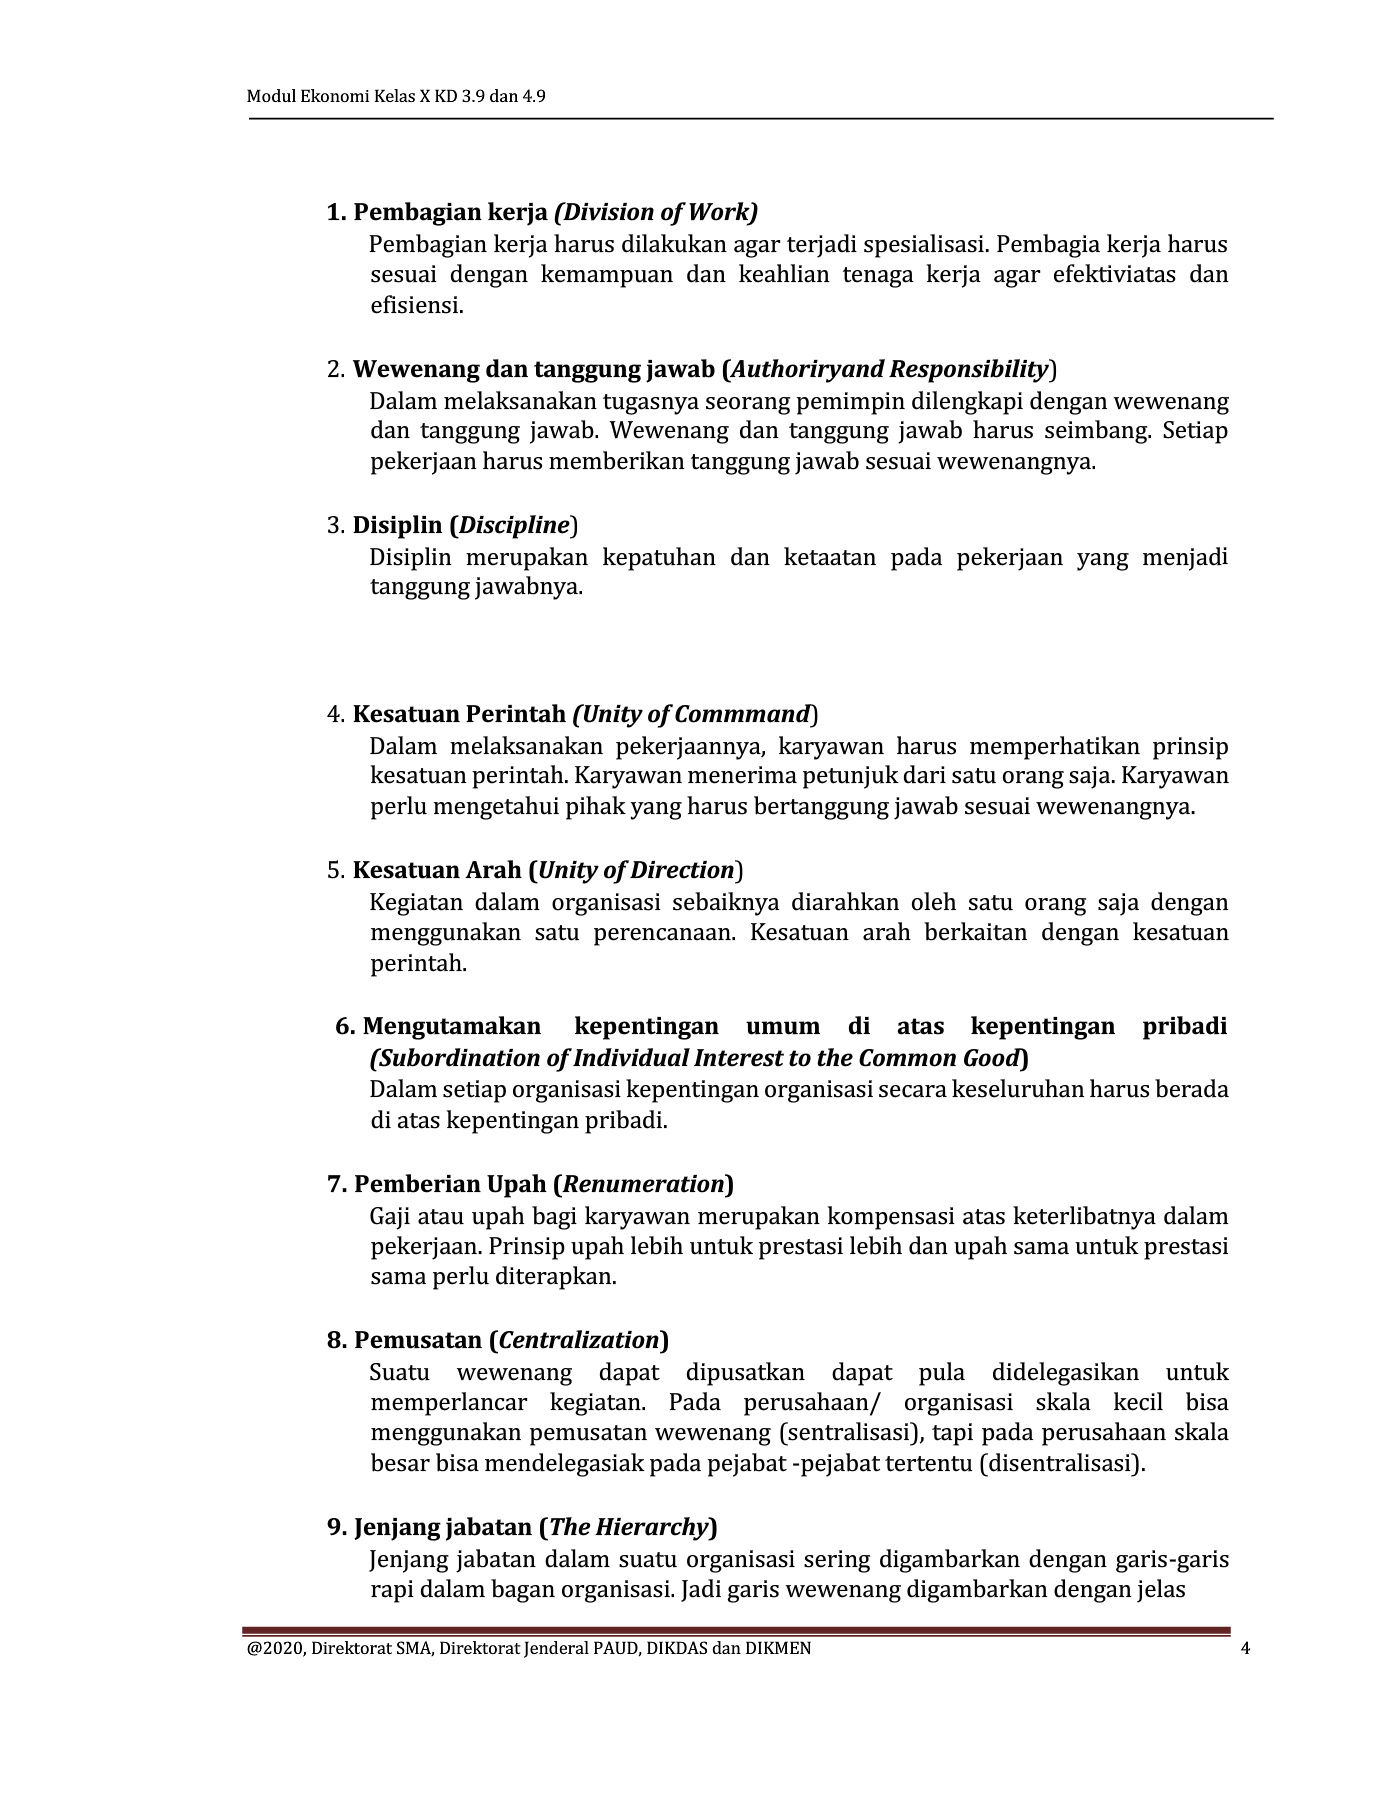 Modul Ekonomi Kelas X KD 3.9 dan 4.9
1. Pembagian kerja (Division of Work)
Pembagian kerja harus dilakukan agar terjadi spesialisasi. Pembagia kerja harus
sesuai dengan kemampuan dan keahlian tenaga kerja agar efektiviatas dan
efisiensi.
2. Wewenang dan tanggung jawab (Authoriryand Responsibility)
Dalam melaksanakan tugasnya seorang pemimpin dilengkapi dengan wewenang
dan tanggung jawab. Wewenang dan tanggung jawab harus seimbang. Setiap
pekerjaan harus memberikan tanggung jawab sesuai wewenangnya.
3. Disiplin (Discipline)
Disiplin merupakan kepatuhan dan ketaatan pada pekerjaan yang menjadi
tanggung jawabnya.
4. Kesatuan Perintah (Unity of Commmand)
Dalam melaksanakan pekerjaannya, karyawan harus memperhatikan prinsip
kesatuan perintah. Karyawan menerima petunjuk dari satu orang saja. Karyawan
perlu mengetahui pihak yang harus bertanggung jawab sesuai wewenangnya.
5. Kesatuan Arah (Unity of Direction)
Kegiatan dalam organisasi sebaiknya diarahkan oleh satu orang saja dengan
menggunakan satu perencanaan. Kesatuan arah berkaitan dengan kesatuan
perintah.
6. Mengutamakan kepentingan umum di atas kepentingan pribadi
(Subordination of Individual Interest to the Common Good)
Dalam setiap organisasi kepentingan organisasi secara keseluruhan harus berada
di atas kepentingan pribadi.
7. Pemberian Upah (Renumeration)
Gaji atau upah bagi karyawan merupakan kompensasi atas keterlibatnya dalam
pekerjaan. Prinsip upah lebih untuk prestasi lebih dan upah sama untuk prestasi
sama perlu diterapkan.
8. Pemusatan (Centralization)
Suatu wewenang dapat dipusatkan dapat pula didelegasikan untuk
memperlancar kegiatan. Pada perusahaan/ organisasi skala kecil bisa
menggunakan pemusatan wewenang (sentralisasi), tapi pada perusahaan skala
besar bisa mendelegasiak pada pejabat -pejabat tertentu (disentralisasi).
9. Jenjang jabatan (The Hierarchy)
Jenjang jabatan dalam suatu organisasi sering digambarkan dengan garis-garis
rapi dalam bagan organisasi. Jadi garis wewenang digambarkan dengan jelas
@2020, Direktorat SMA, Direktorat Jenderal PAUD, DIKDAS dan DIKMEN 4